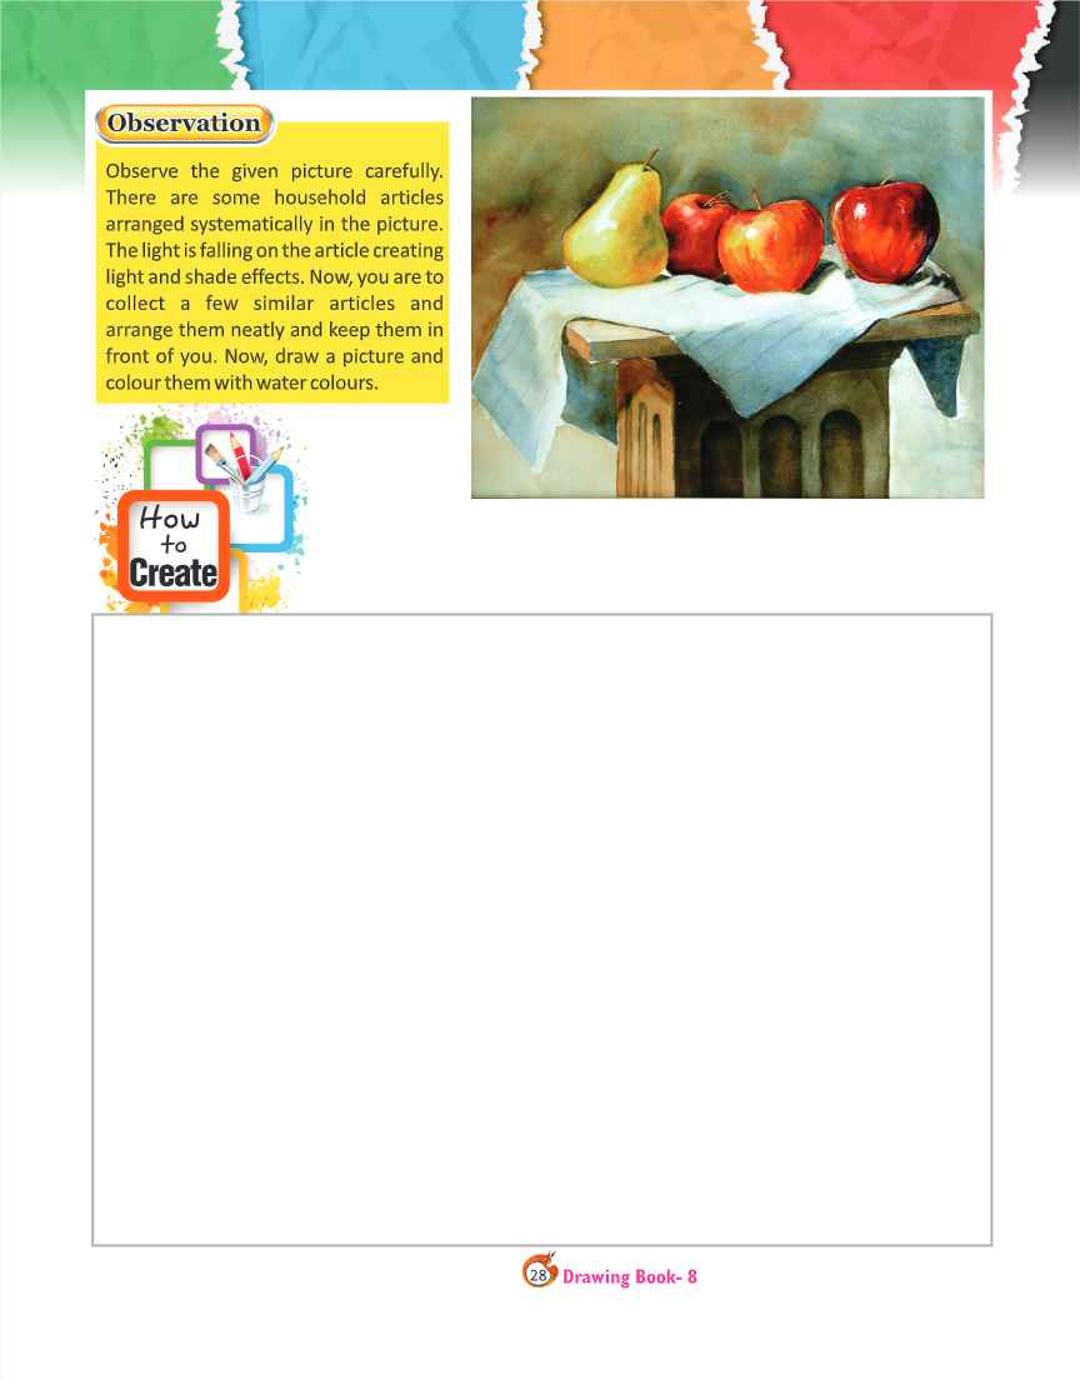 Observation
Observe the given picture carefully.
There are some household articles
arranged systematically in the picture.
The light is falling on the article creating
light and shade effects. Now, you are to
collect a few similar articles and
arrange them neatly and keep them in
front of you. Now, draw a picture and
colour them with water colours.
How
to
Create
28 Drawing Book- 8